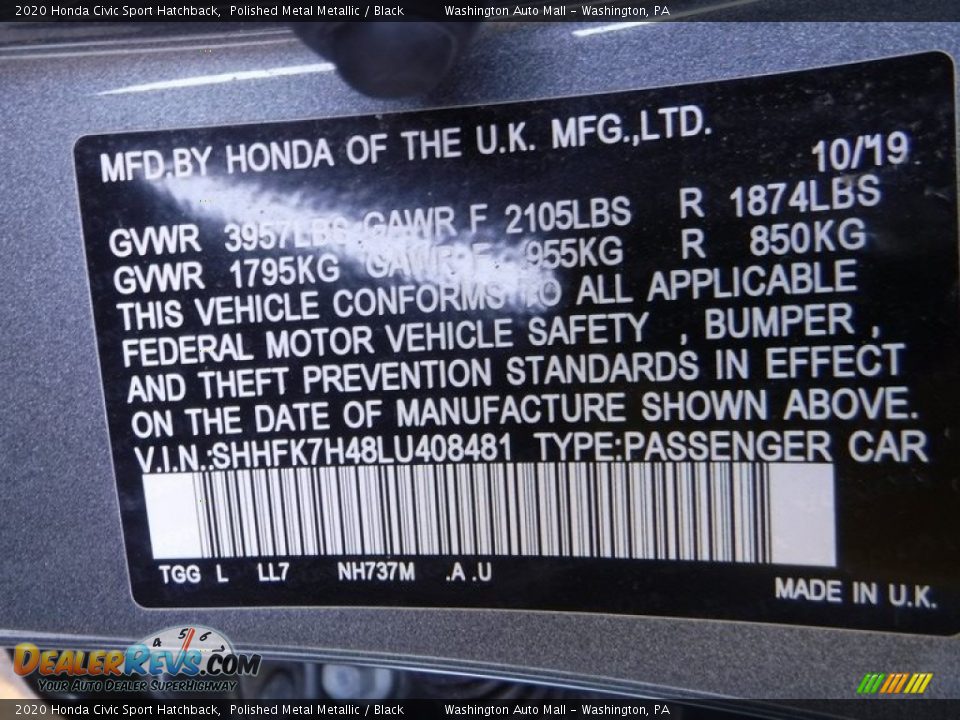 2020 Honda Civic Sport Hatchback, Polished Metal Metallic / Black Washington Auto Mall - Washington, PA
MFD.BY HONDA OF THE U.K. MFG.,LTD.
10/'19
GVWR 3957LBS GAWR F 2105LBS R 1874LBS
GVWR 1795KG GAWR F 955KG R 850KG
THIS VEHICLE CONFORMS TO ALL APPLICABLE
FEDERAL MOTOR VEHICLE SAFETY , BUMPER ,
AND THEFT PREVENTION STANDARDS IN EFFECT
ON THE DATE OF MANUFACTURE SHOWN ABOVE.
V.I.N.:SHHFK7H48LU408481 TYPE:PASSENGER CAR
TGG L LL7 NH737M .A .U
MADE IN U.K.
4 5 6
DEALERREVS.COM
YOUR AUTO DEALER SUPERHIGHWAY
2020 Honda Civic Sport Hatchback, Polished Metal Metallic / Black Washington Auto Mall - Washington, PA